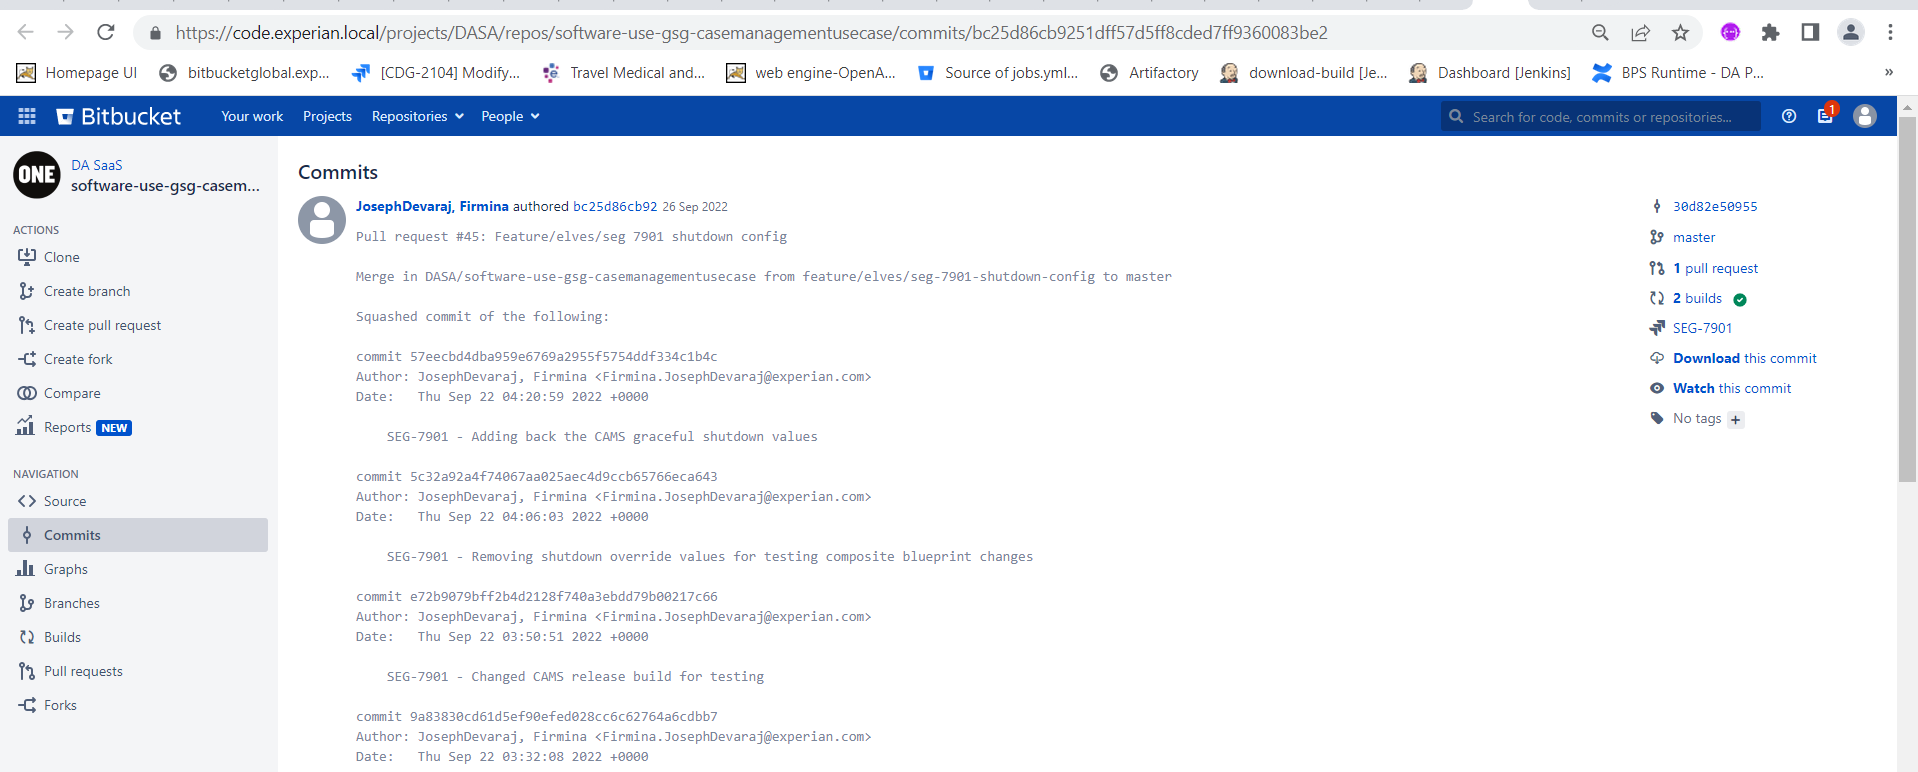 https://code.experian.local/projects/DASA/repos/software-use-gsg-casemanagementusecase/commits/bc25d86cb9251dff57d5ff8cded7ff9360083be2
Homepage UI bitbucketglobal.exp... [CDG-2104] Modify... Travel Medical and... web engine-OpenA... Source of jobs.yml... Artifactory download-build [Je... Dashboard [Jenkins] BPS Runtime - DA P... »
Bitbucket Your work Projects Repositories People Search for code, commits or repositories... 1
ONE
DA SaaS
software-use-gsg-casem...
ACTIONS
Clone
Create branch
Create pull request
Create fork
Compare
Reports NEW
NAVIGATION
Source
Commits
Graphs
Branches
Builds
Pull requests
Forks
Commits
JosephDevaraj, Firmina authored bc25d86cb92 26 Sep 2022
Pull request #45: Feature/elves/seg 7901 shutdown config
Merge in DASA/software-use-gsg-casemanagementusecase from feature/elves/seg-7901-shutdown-config to master
Squashed commit of the following:
commit 57eecbd4dba959e6769a2955f5754ddf334c1b4c
Author: JosephDevaraj, Firmina <Firmina.JosephDevaraj@experian.com>
Date: Thu Sep 22 04:20:59 2022 +0000
SEG-7901 - Adding back the CAMS graceful shutdown values
commit 5c32a92a4f74067aa025aec4d9ccb65766eca643
Author: JosephDevaraj, Firmina <Firmina.JosephDevaraj@experian.com>
Date: Thu Sep 22 04:06:03 2022 +0000
SEG-7901 - Removing shutdown override values for testing composite blueprint changes
commit e72b9079bff2b4d2128f740a3ebdd79b00217c66
Author: JosephDevaraj, Firmina <Firmina.JosephDevaraj@experian.com>
Date: Thu Sep 22 03:50:51 2022 +0000
SEG-7901 - Changed CAMS release build for testing
commit 9a83830cd61d5ef90efed028cc6c62764a6cdbb7
Author: JosephDevaraj, Firmina <Firmina.JosephDevaraj@experian.com>
Date: Thu Sep 22 03:32:08 2022 +0000
30d82e50955
master
1 pull request
2 builds
SEG-7901
Download this commit
Watch this commit
No tags +